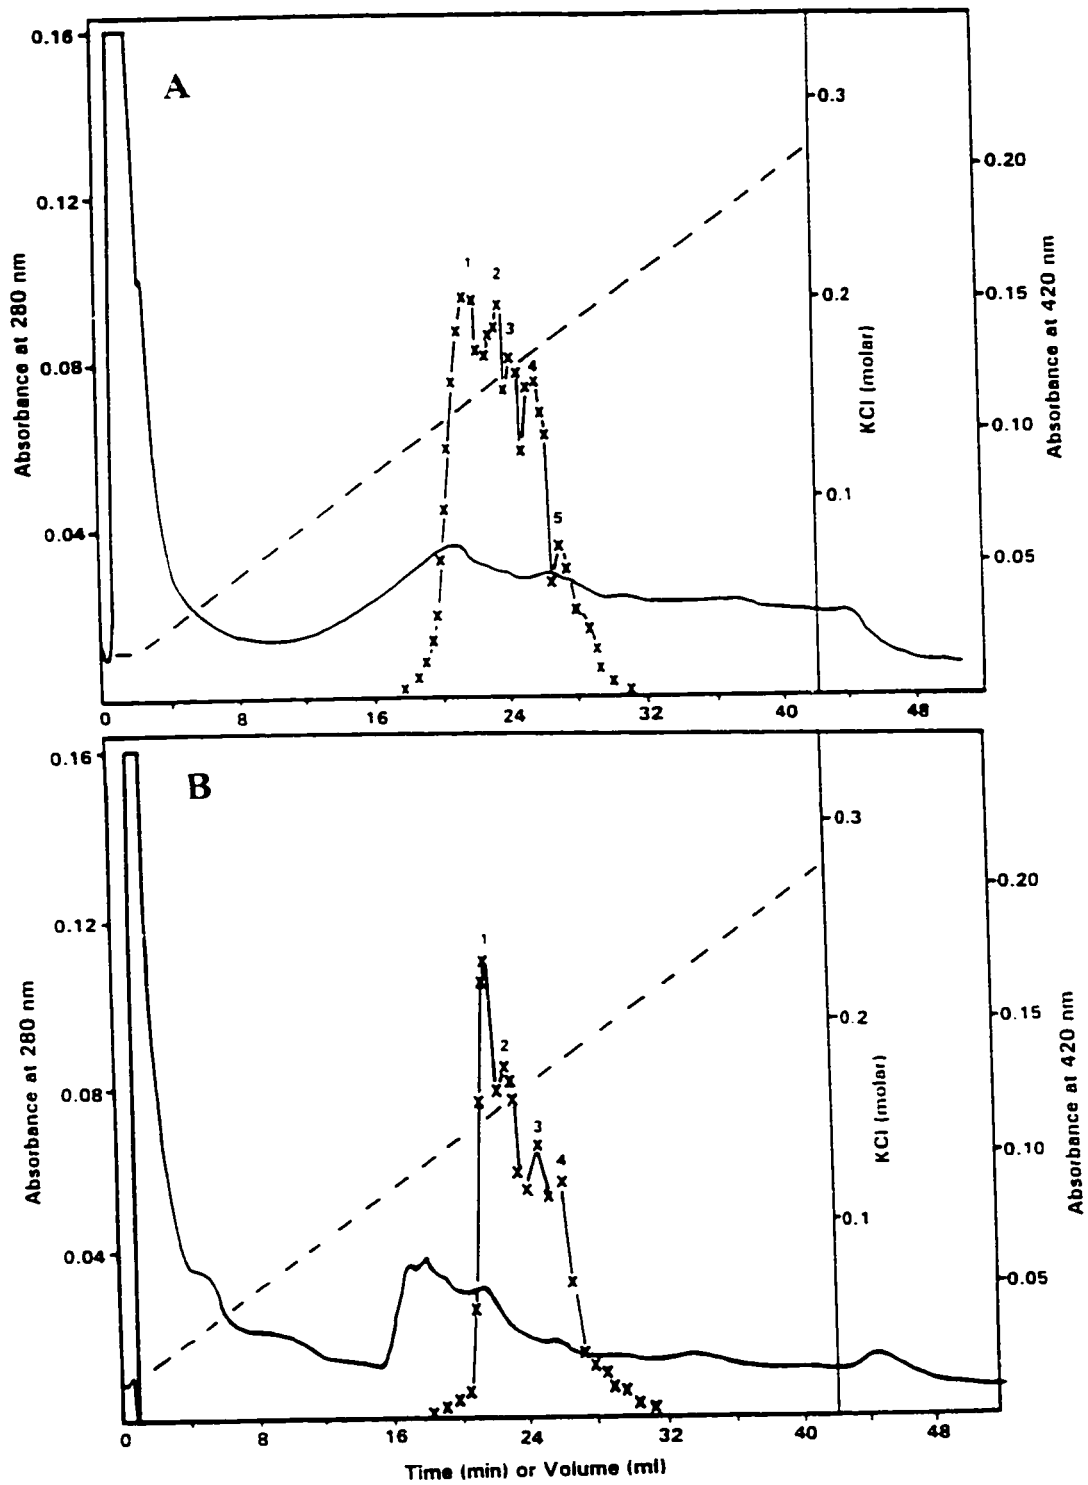 A
0.16
0.12
0.08
0.04
Absorbance at 280 nm
1
2
3
4
5
0.3
0.2
0.1
KCl (molar)
0.20
0.15
0.10
0.05
Absorbance at 420 nm
0 8 16 24 32 40 48
B
0.16
0.12
0.08
0.04
Absorbance at 280 nm
1
2
3
4
0.3
0.2
0.1
KCl (molar)
0.20
0.15
0.10
0.05
Absorbance at 420 nm
0 8 16 24 32 40 48
Time (min) or Volume (ml)